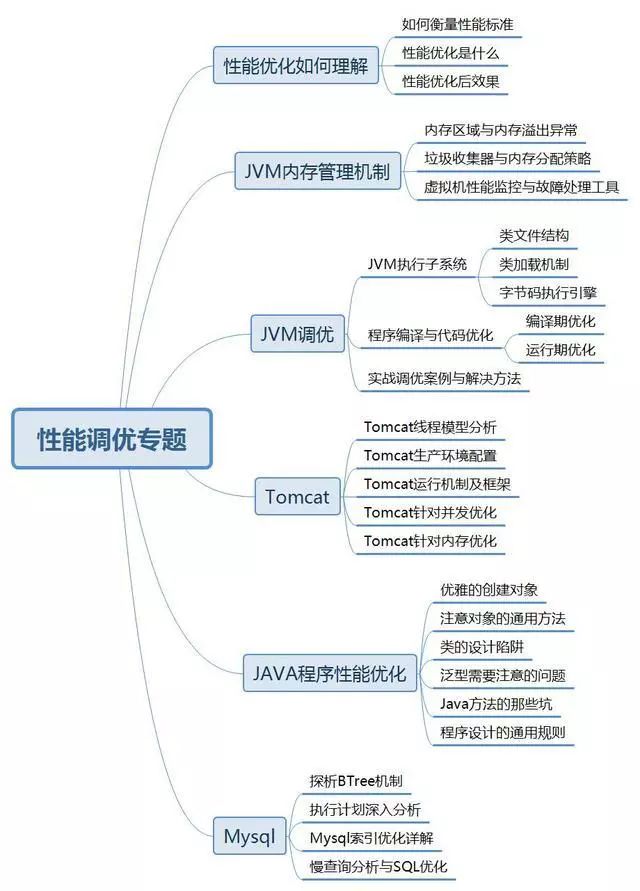 性能调优专题
性能优化如何理解
如何衡量性能标准
性能优化是什么
性能优化后效果
JVM内存管理机制
内存区域与内存溢出异常
垃圾收集器与内存分配策略
虚拟机性能监控与故障处理工具
JVM调优
JVM执行子系统
类文件结构
类加载机制
字节码执行引擎
程序编译与代码优化
编译期优化
运行期优化
实战调优案例与解决方法
Tomcat
Tomcat线程模型分析
Tomcat生产环境配置
Tomcat运行机制及框架
Tomcat针对并发优化
Tomcat针对内存优化
JAVA程序性能优化
优雅的创建对象
注意对象的通用方法
类的设计陷阱
泛型需要注意的问题
Java方法的那些坑
程序设计的通用规则
Mysql
探析BTree机制
执行计划深入分析
Mysql索引优化详解
慢查询分析与SQL优化